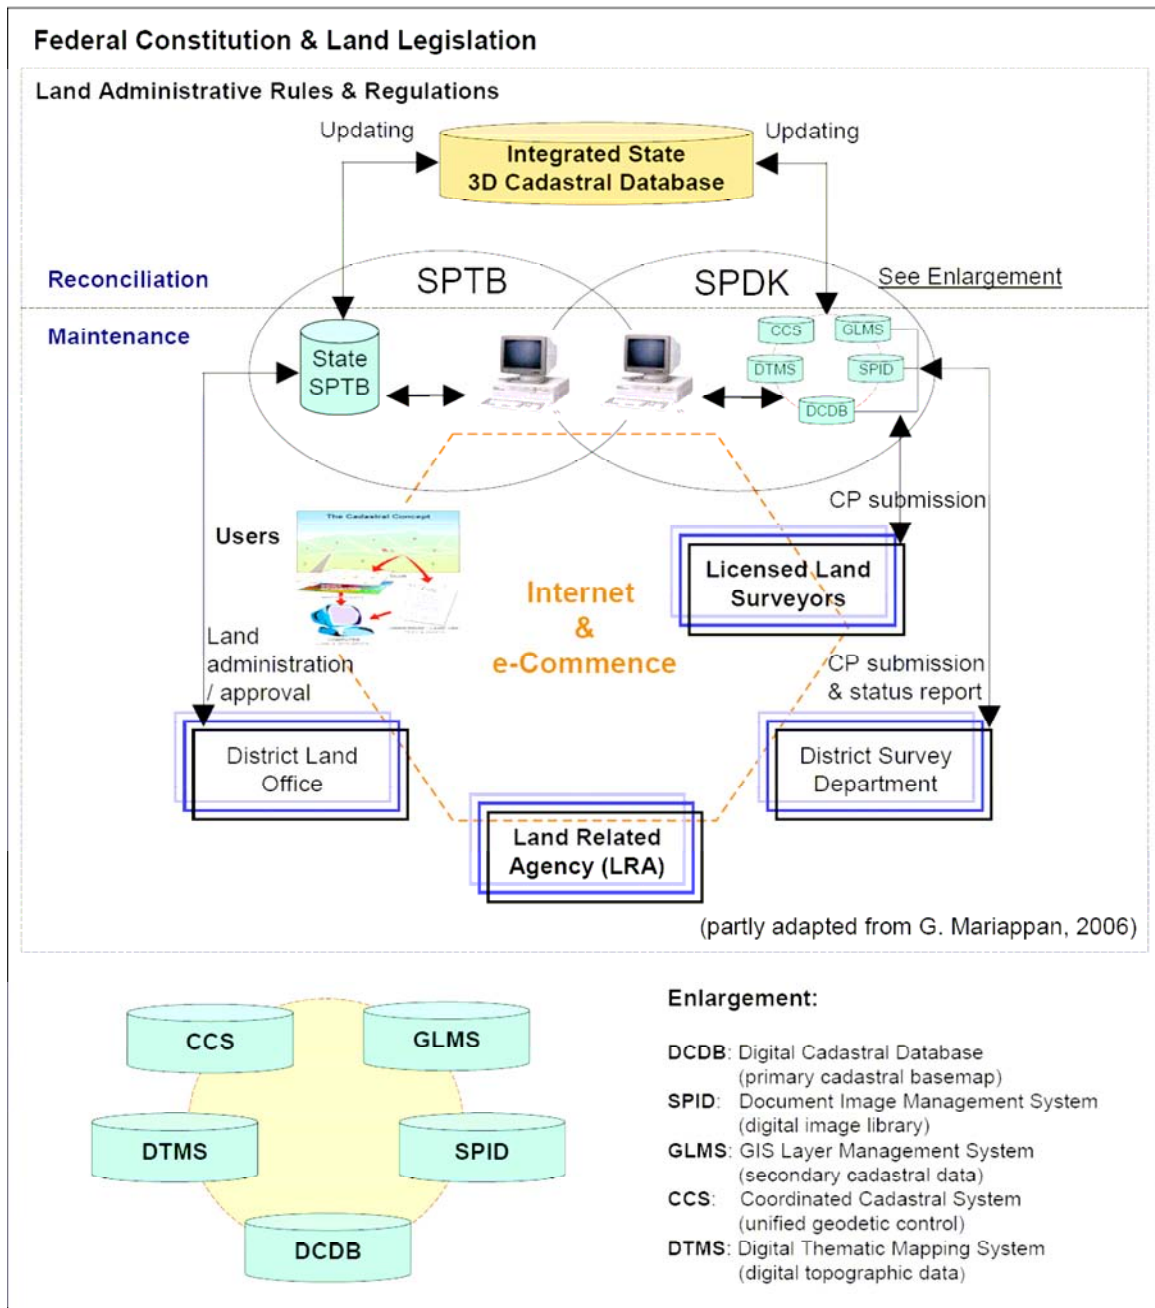 Federal Constitution & Land Legislation
Land Administrative Rules & Regulations
Updating
Updating
Integrated State
3D Cadastral Database
Reconciliation
SPTB
SPDK
See Enlargement
Maintenance
State
SPTB
CCS
GLMS
DTMS
SPID
DCDB
CP submission
Users
The Cadastral Concept
Licensed Land
Surveyors
Internet
&
e-Commence
Land
administration
/ approval
CP submission
& status report
District Land
Office
District Survey
Department
Land Related
Agency (LRA)
(partly adapted from G. Mariappan, 2006)
CCS
GLMS
DTMS
SPID
DCDB
Enlargement:
DCDB: Digital Cadastral Database
(primary cadastral basemap)
SPID: Document Image Management System
(digital image library)
GLMS: GIS Layer Management System
(secondary cadastral data)
CCS: Coordinated Cadastral System
(unified geodetic control)
DTMS: Digital Thematic Mapping System
(digital topographic data)